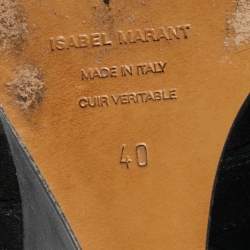 ISABEL MARANT
MADE IN ITALY
CUIR VERITABLE
40